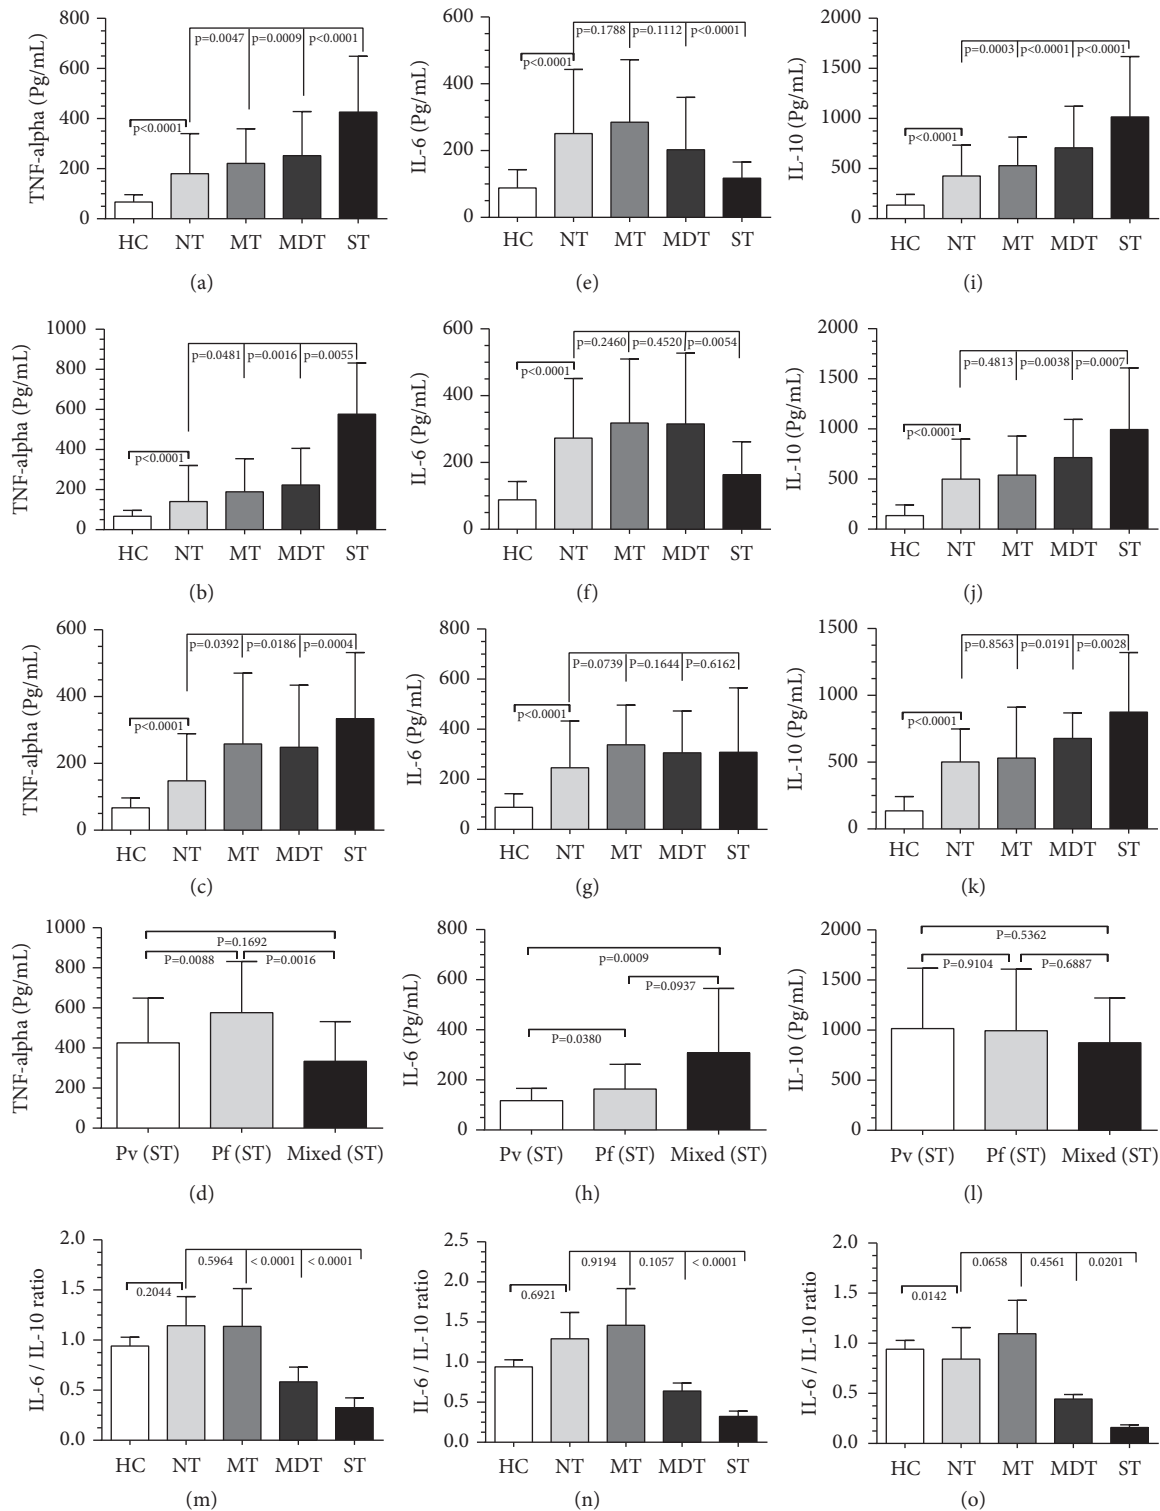 800
600
400
200
0
TNF-alpha (Pg/mL)
p<0.0001
p=0.0047 p=0.0009 p<0.0001
HC NT MT MDT ST
(a)
600
400
200
0
IL-6 (Pg/mL)
p<0.0001
p=0.1788 p=0.1112 p<0.0001
HC NT MT MDT ST
(e)
2000
1500
1000
500
0
IL-10 (Pg/mL)
p<0.0001
p=0.0003 p<0.0001 p<0.0001
HC NT MT MDT ST
(i)
1000
800
600
400
200
0
TNF-alpha (Pg/mL)
p<0.0001
p=0.0481 p=0.0016 p=0.0055
HC NT MT MDT ST
(b)
600
400
200
0
IL-6 (Pg/mL)
p<0.0001
p=0.2460 p=0.4520 p=0.0054
HC NT MT MDT ST
(f)
2000
1500
1000
500
0
IL-10 (Pg/mL)
p<0.0001
p=0.4813 p=0.0038 p=0.0007
HC NT MT MDT ST
(j)
600
400
200
0
TNF-alpha (Pg/mL)
p<0.0001
p=0.0392 p=0.0186 p=0.0004
HC NT MT MDT ST
(c)
800
600
400
200
0
IL-6 (Pg/mL)
p<0.0001
P=0.0739 P=0.1644 P=0.6162
HC NT MT MDT ST
(g)
1500
1000
500
0
IL-10 (Pg/mL)
p<0.0001
p=0.8563 p=0.0191 p=0.0028
HC NT MT MDT ST
(k)
1000
800
600
400
200
0
TNF-alpha (Pg/mL)
P=0.1692
P=0.0088 P=0.0016
Pv (ST) Pf (ST) Mixed (ST)
(d)
800
600
400
200
0
IL-6 (Pg/mL)
p=0.0009
P=0.0937
P=0.0380
Pv (ST) Pf (ST) Mixed (ST)
(h)
2000
1500
1000
500
0
IL-10 (Pg/mL)
P=0.5362
P=0.9104 P=0.6887
Pv (ST) Pf (ST) Mixed (ST)
(l)
2.0
1.5
1.0
0.5
0.0
IL-6 / IL-10 ratio
0.2044
0.5964 < 0.0001 < 0.0001
HC NT MT MDT ST
(m)
2.5
2.0
1.5
1.0
0.5
0.0
IL-6 / IL-10 ratio
0.6921
0.9194 0.1057 < 0.0001
HC NT MT MDT ST
(n)
2.0
1.5
1.0
0.5
0.0
IL-6 / IL-10 ratio
0.0142
0.0658 0.4561 0.0201
HC NT MT MDT ST
(o)